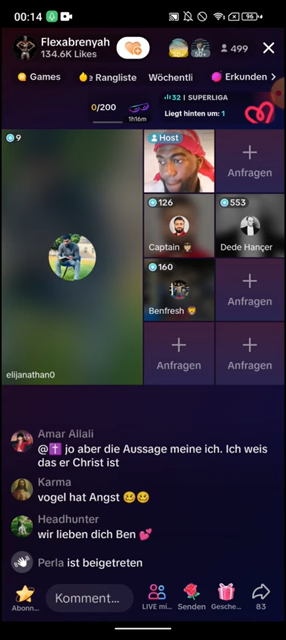 00:14
96
Flexabrenyah
134.6K Likes
499
Games
Rangliste
Wöchentli
Erkunden
0/200
1h16m
32 | SUPERLIGA
Liegt hinten um: 1
9
Host
Anfragen
126
Captain
553
Dede Hançer
160
Benfresh
Anfragen
Anfragen
Anfragen
elijanathan0
Amar Allali
@✝️ jo aber die Aussage meine ich. Ich weis
das er Christ ist
Karma
vogel hat Angst 🥴🥴
Headhunter
wir lieben dich Ben 💕
Perla ist beigetreten
Komment...
Abonn...
LIVE mi...
Senden
Gesche...
83